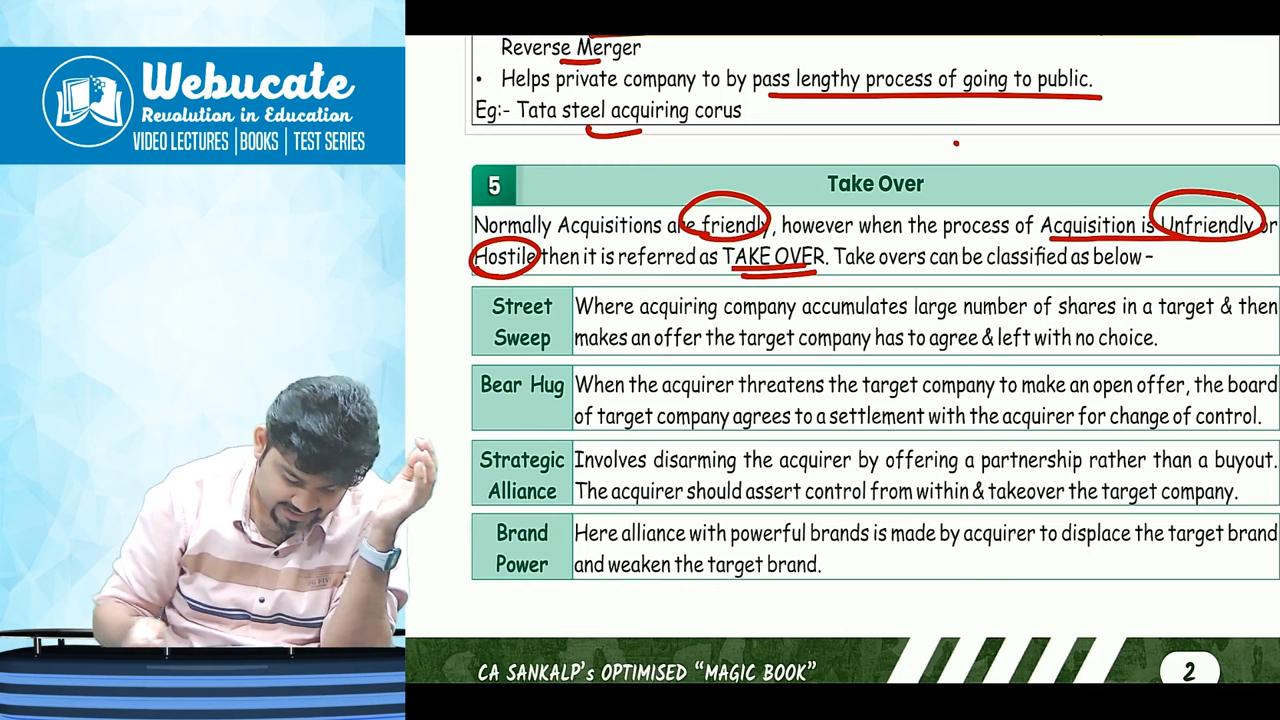 Webucate
Revolution in Education
VIDEO LECTURES | BOOKS | TEST SERIES
Reverse Merger
• Helps private company to by pass lengthy process of going to public.
Eg:- Tata steel acquiring corus
5 Take Over
Normally Acquisitions are friendly, however when the process of Acquisition is Unfriendly or
Hostile then it is referred as TAKE OVER. Take overs can be classified as below –
Street Sweep
Where acquiring company accumulates large number of shares in a target & then
makes an offer the target company has to agree & left with no choice.
Bear Hug
When the acquirer threatens the target company to make an open offer, the board
of target company agrees to a settlement with the acquirer for change of control.
Strategic Alliance
Involves disarming the acquirer by offering a partnership rather than a buyout.
The acquirer should assert control from within & takeover the target company.
Brand Power
Here alliance with powerful brands is made by acquirer to displace the target brand
and weaken the target brand.
CA SANKALP's OPTIMISED "MAGIC BOOK"
2